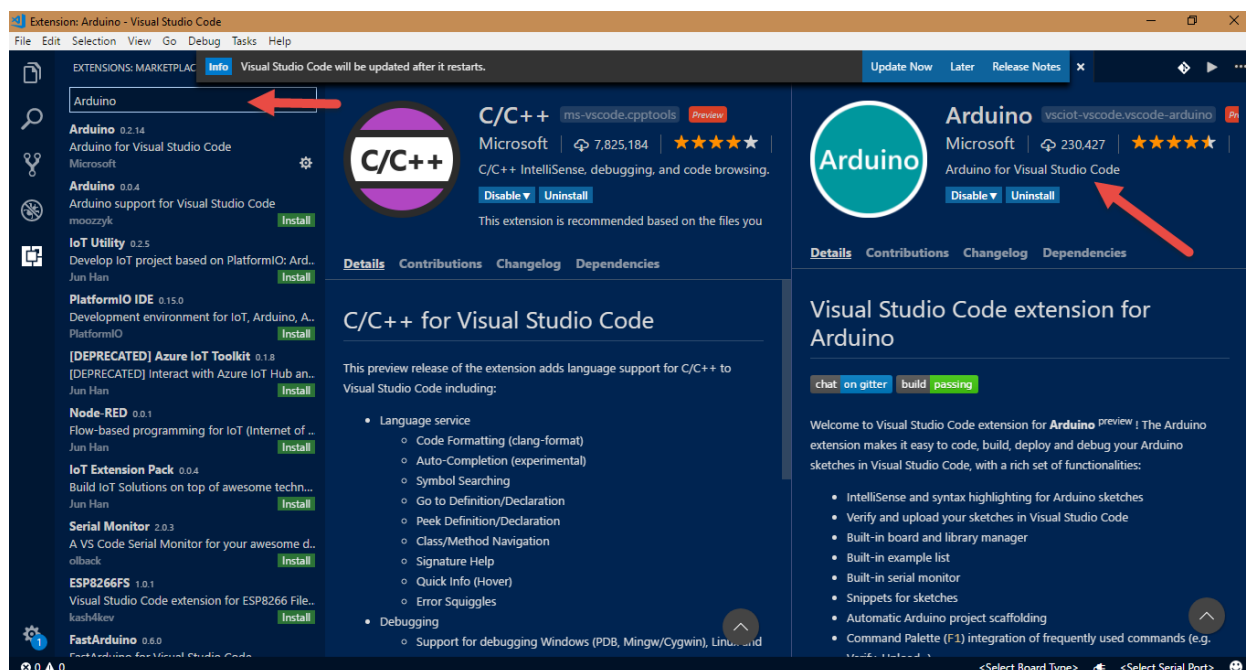 Extension: Arduino - Visual Studio Code
File Edit Selection View Go Debug Tasks Help
EXTENSIONS: MARKETPLAC
Info Visual Studio Code will be updated after it restarts.
Update Now Later Release Notes
Arduino
Arduino 0.2.14
Arduino for Visual Studio Code
Microsoft
Arduino 0.0.4
Arduino support for Visual Studio Code
moozzyk Install
IoT Utility 0.2.5
Develop IoT project based on PlatformIO: Ard..
Jun Han Install
PlatformIO IDE 0.15.0
Development environment for IoT, Arduino, A..
PlatformIO Install
[DEPRECATED] Azure IoT Toolkit 0.1.8
[DEPRECATED] Interact with Azure IoT Hub an..
Jun Han Install
Node-RED 0.0.1
Flow-based programming for IoT (Internet of ...
Jun Han Install
IoT Extension Pack 0.0.4
Build IoT Solutions on top of awesome techn...
Jun Han Install
Serial Monitor 2.0.3
A VS Code Serial Monitor for your awesome d..
olback Install
ESP8266FS 1.0.1
Visual Studio Code extension for ESP8266 File..
kash4kev Install
FastArduino 0.6.0
FastArduino for Visual Studio Code
C/C++
C/C++ ms-vscode.cpptools Preview
Microsoft 7,825,184
C/C++ IntelliSense, debugging, and code browsing.
Disable Uninstall
This extension is recommended based on the files you
Details Contributions Changelog Dependencies
C/C++ for Visual Studio Code
This preview release of the extension adds language support for C/C++ to
Visual Studio Code including:
Language service
Code Formatting (clang-format)
Auto-Completion (experimental)
Symbol Searching
Go to Definition/Declaration
Peek Definition/Declaration
Class/Method Navigation
Signature Help
Quick Info (Hover)
Error Squiggles
Debugging
Support for debugging Windows (PDB, Mingw/Cygwin), Linux and
Arduino
Arduino vsciot-vscode.vscode-arduino Pr
Microsoft 230,427
Arduino for Visual Studio Code
Disable Uninstall
Details Contributions Changelog Dependencies
Visual Studio Code extension for
Arduino
chat on gitter build passing
Welcome to Visual Studio Code extension for Arduino preview ! The Arduino
extension makes it easy to code, build, deploy and debug your Arduino
sketches in Visual Studio Code, with a rich set of functionalities:
IntelliSense and syntax highlighting for Arduino sketches
Verify and upload your sketches in Visual Studio Code
Built-in board and library manager
Built-in example list
Built-in serial monitor
Snippets for sketches
Automatic Arduino project scaffolding
Command Palette (F1) integration of frequently used commands (e.g.
Verify, Upload...)
1
0 0
<Select Board Type> <Select Serial Port>